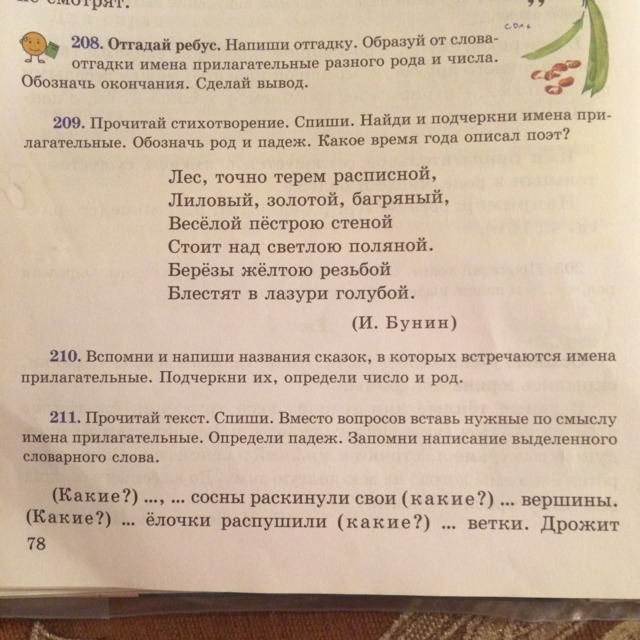 не смотрят.
208. Отгадай ребус. Напиши отгадку. Образуй от слова-
отгадки имена прилагательные разного рода и числа.
Обозначь окончания. Сделай вывод.
209. Прочитай стихотворение. Спиши. Найди и подчеркни имена при-
лагательные. Обозначь род и падеж. Какое время года описал поэт?
Лес, точно терем расписной,
Лиловый, золотой, багряный,
Весёлой пёстрою стеной
Стоит над светлою поляной.
Берёзы жёлтою резьбой
Блестят в лазури голубой.
(И. Бунин)
210. Вспомни и напиши названия сказок, в которых встречаются имена
прилагательные. Подчеркни их, определи число и род.
211. Прочитай текст. Спиши. Вместо вопросов вставь нужные по смыслу
имена прилагательные. Определи падеж. Запомни написание выделенного
словарного слова.
(Какие?) ..., ... сосны раскинули свои (какие?) ... вершины.
(Какие?) ... ёлочки распушили (какие?) ... ветки. Дрожит
78